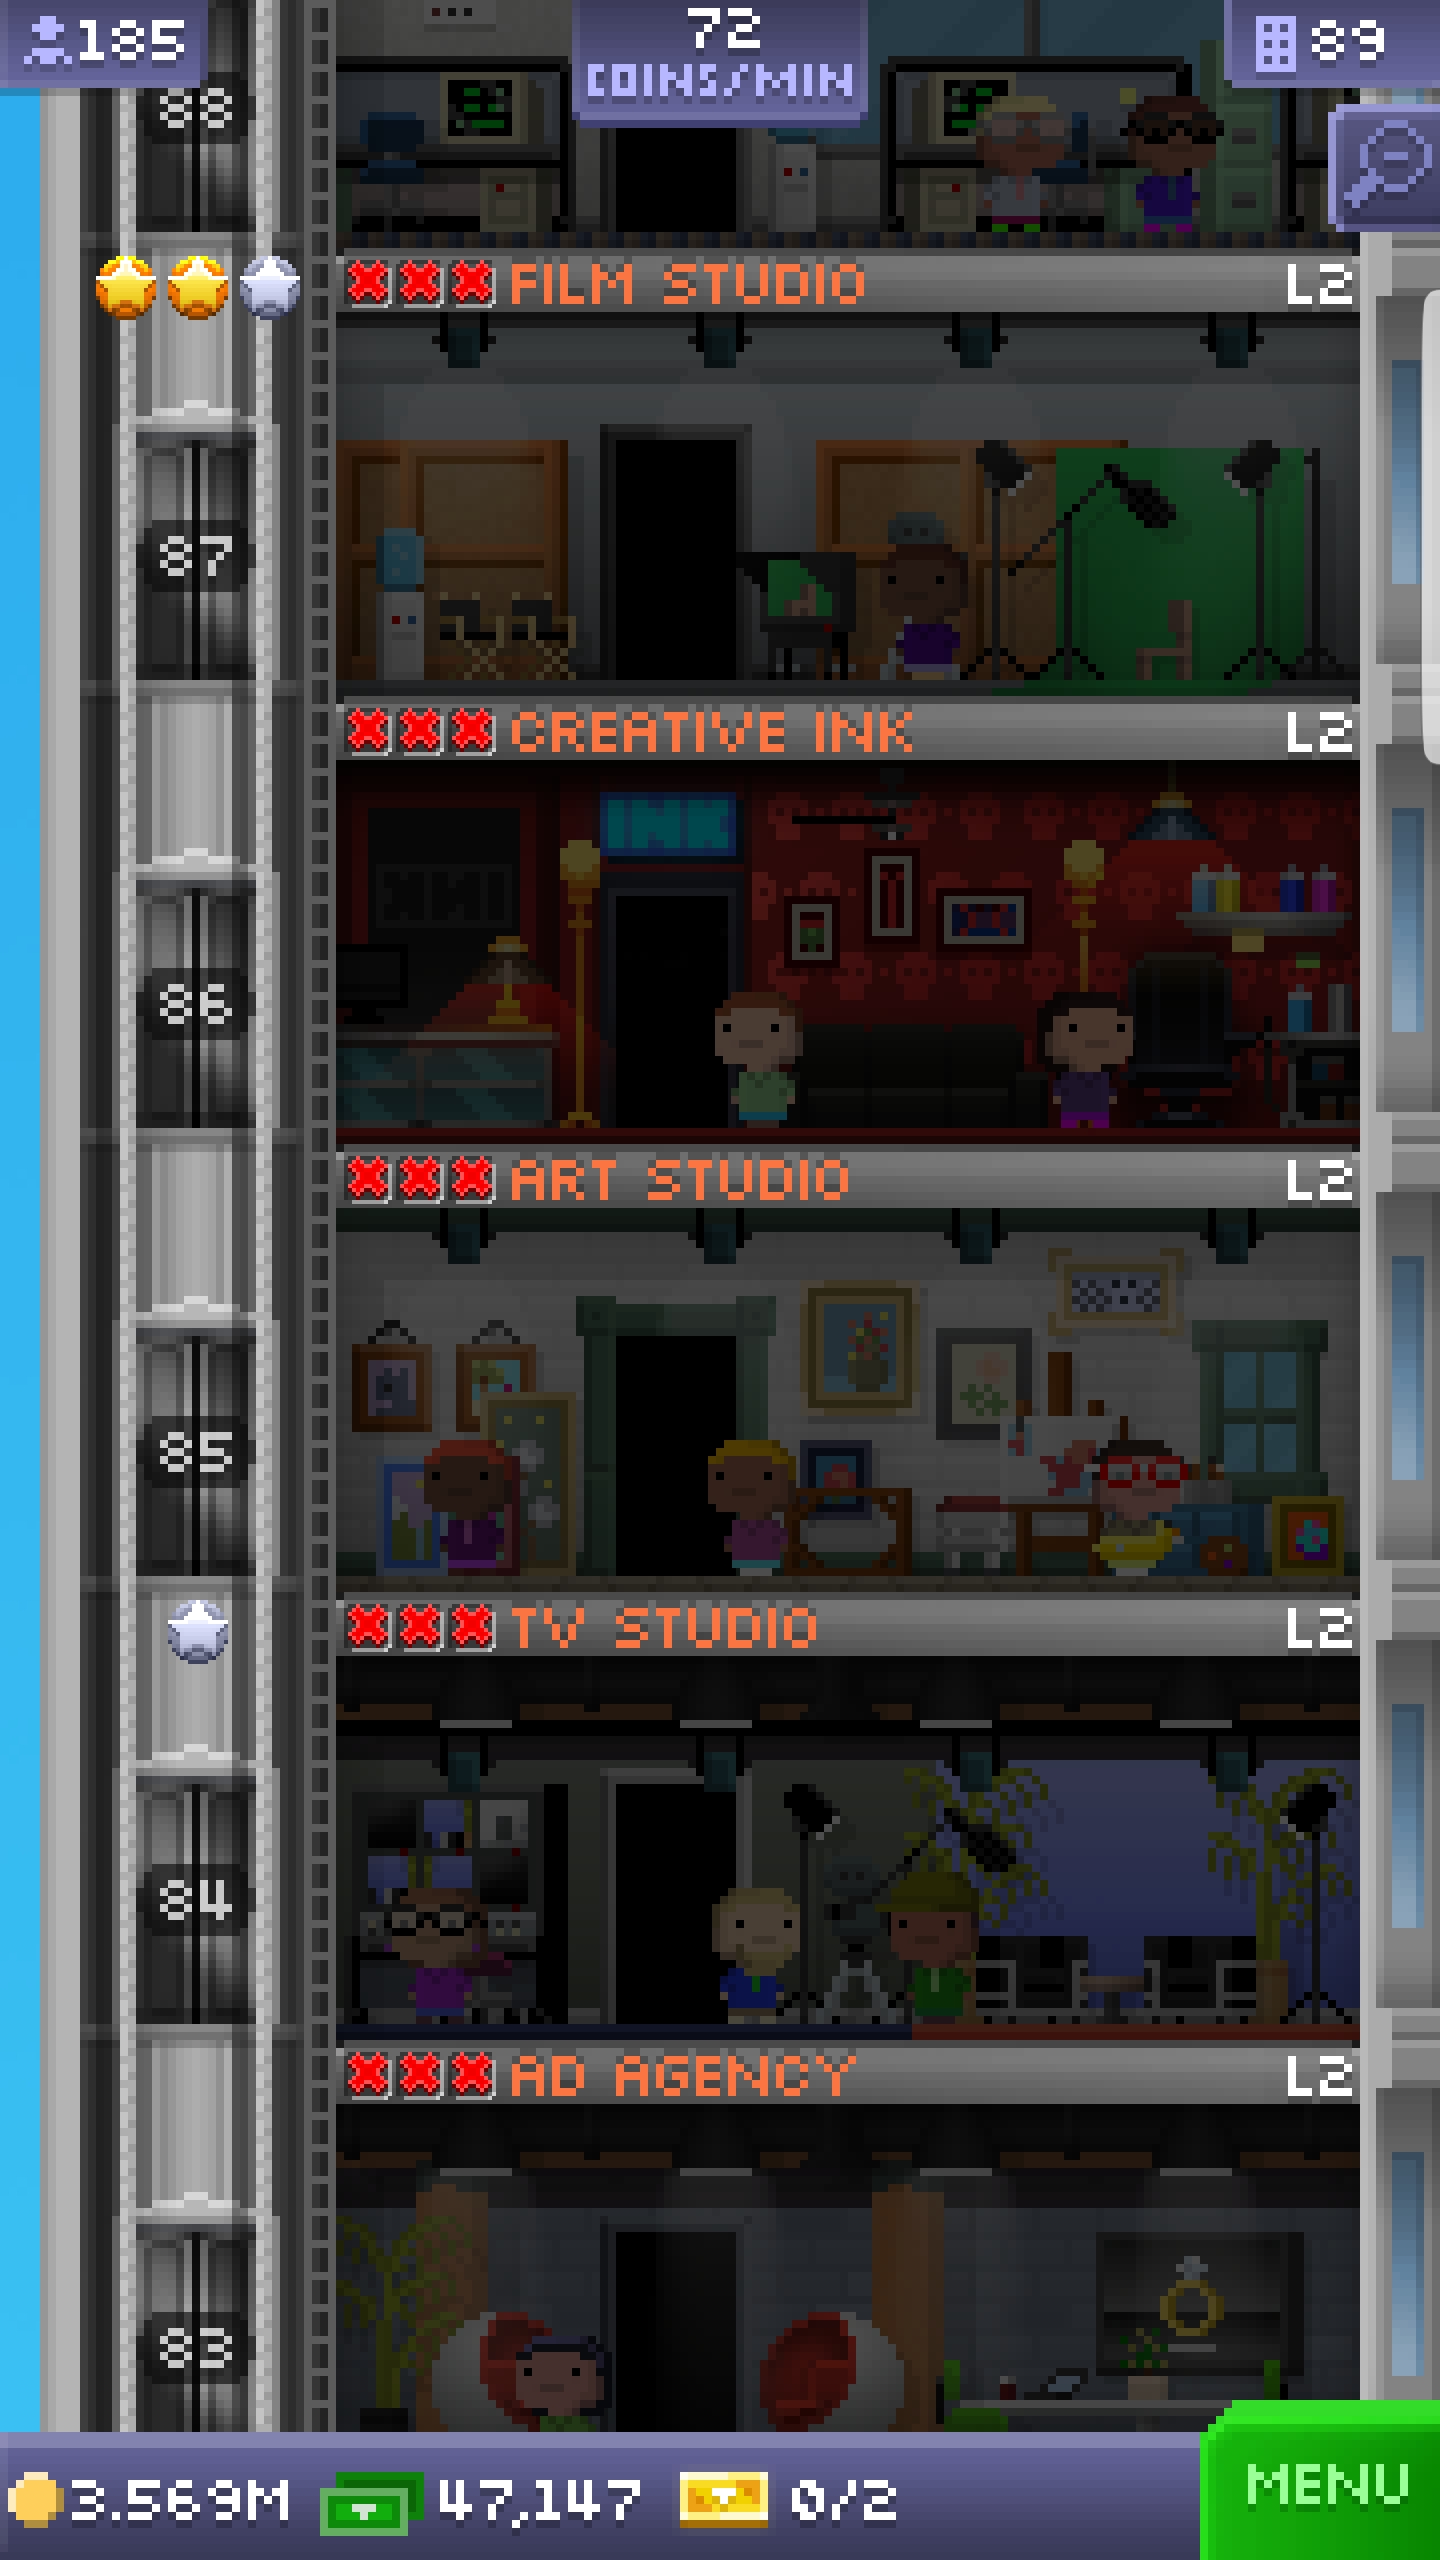 185
72
COINS/MIN
89
88
FILM STUDIO L2
87
CREATIVE INK L2
INK
86
ART STUDIO L2
85
TV STUDIO L2
84
AD AGENCY L2
83
3.569M 47,147 0/2 MENU